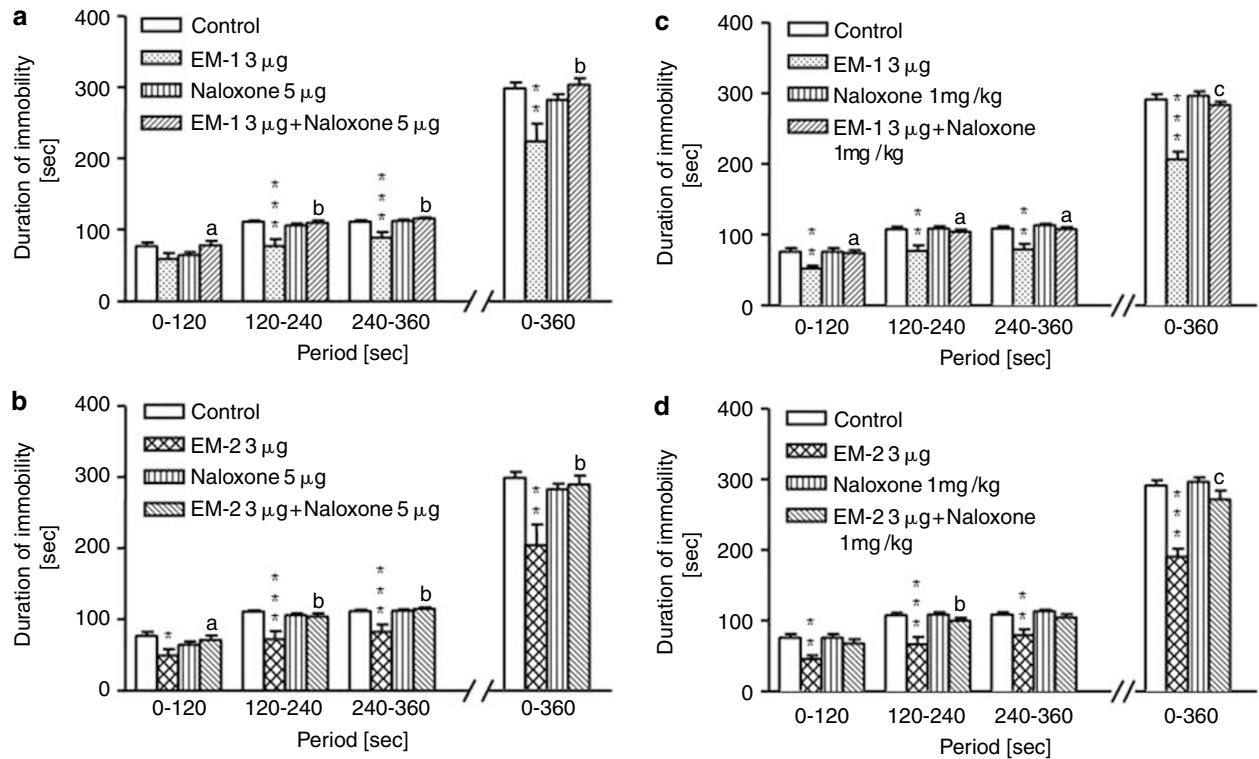 a
Duration of immobility
[sec]
400
300
200
100
0
Control
EM-1 3 μg
Naloxone 5 μg
EM-1 3 μg+Naloxone 5 μg
a
***
b
***
b
**
b
0-120
120-240
240-360
0-360
Period [sec]
c
Duration of immobility
[sec]
400
300
200
100
0
Control
EM-1 3 μg
Naloxone 1mg/kg
EM-1 3 μg+Naloxone
1mg/kg
**
a
**
a
**
a
***
c
0-120
120-240
240-360
0-360
Period [sec]
b
Duration of immobility
[sec]
400
300
200
100
0
Control
EM-2 3 μg
Naloxone 5 μg
EM-2 3 μg+Naloxone 5 μg
*
a
***
b
***
b
**
b
0-120
120-240
240-360
0-360
Period [sec]
d
Duration of immobility
[sec]
400
300
200
100
0
Control
EM-2 3 μg
Naloxone 1mg/kg
EM-2 3 μg+Naloxone
1mg/kg
**
***
b
**
***
c
0-120
120-240
240-360
0-360
Period [sec]